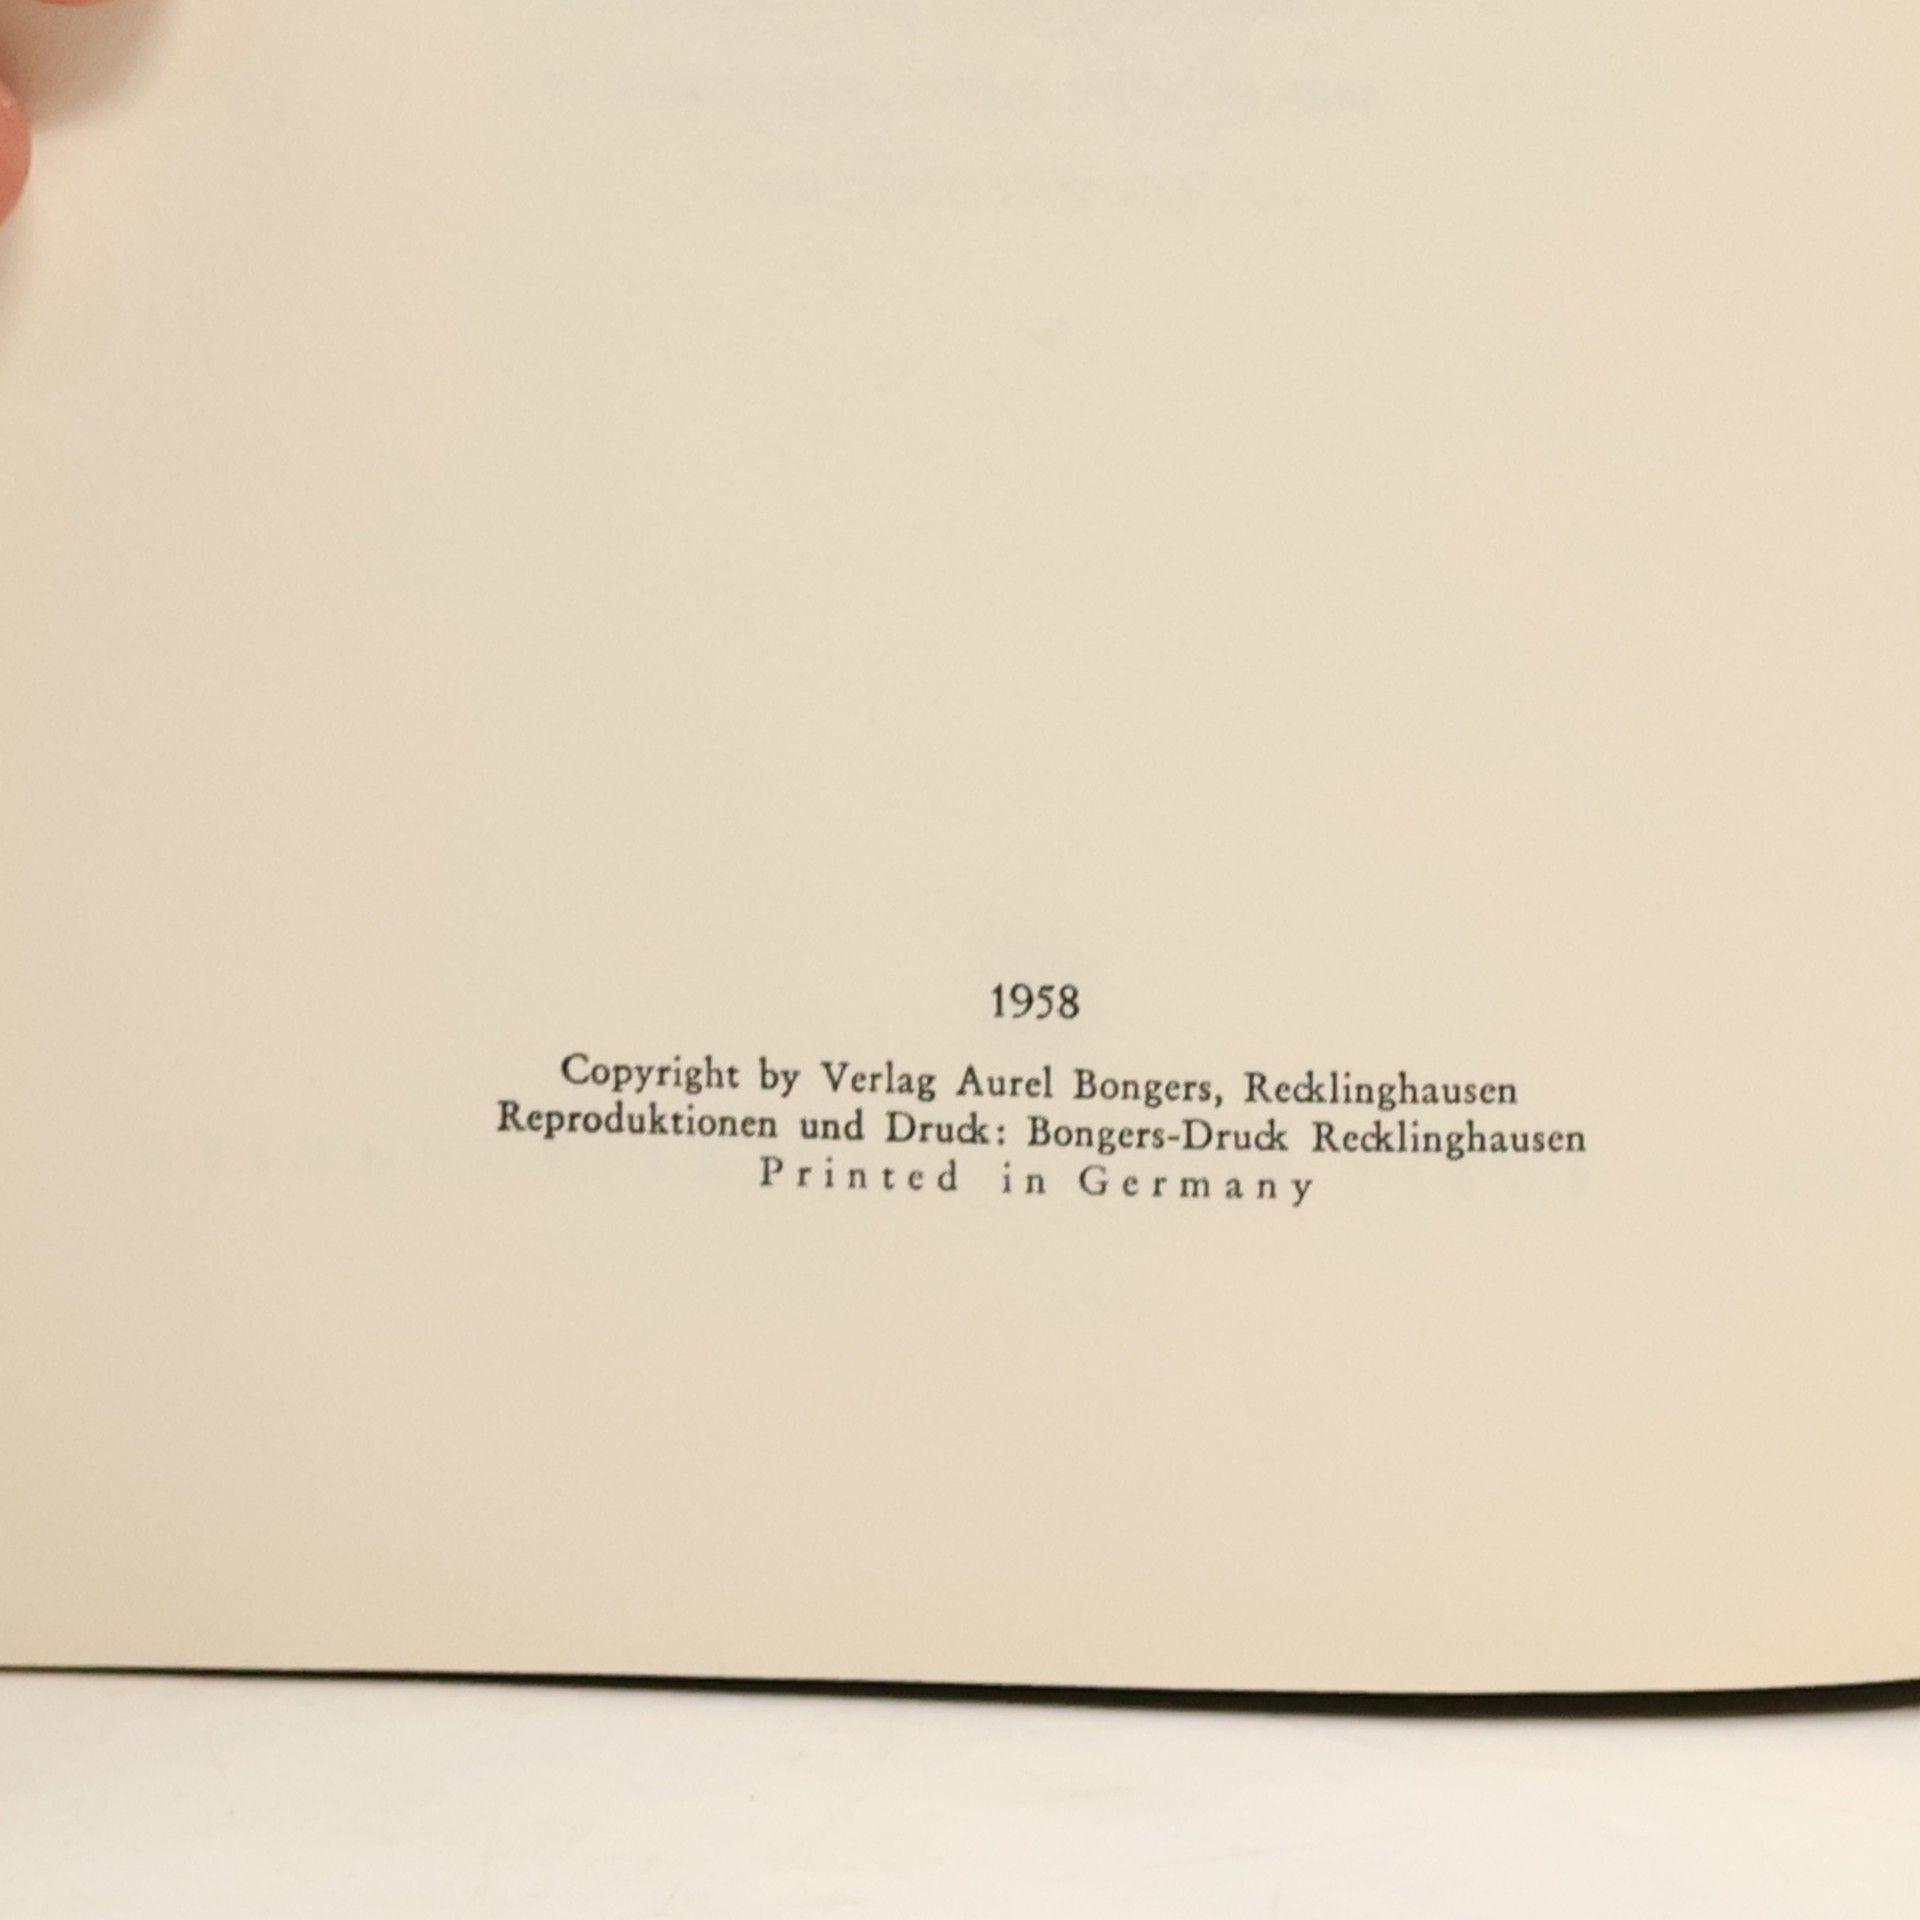 1958
Copyright by Verlag Aurel Bongers, Recklinghausen
Reproduktionen und Druck: Bongers-Druck Recklinghausen
Printed in Germany